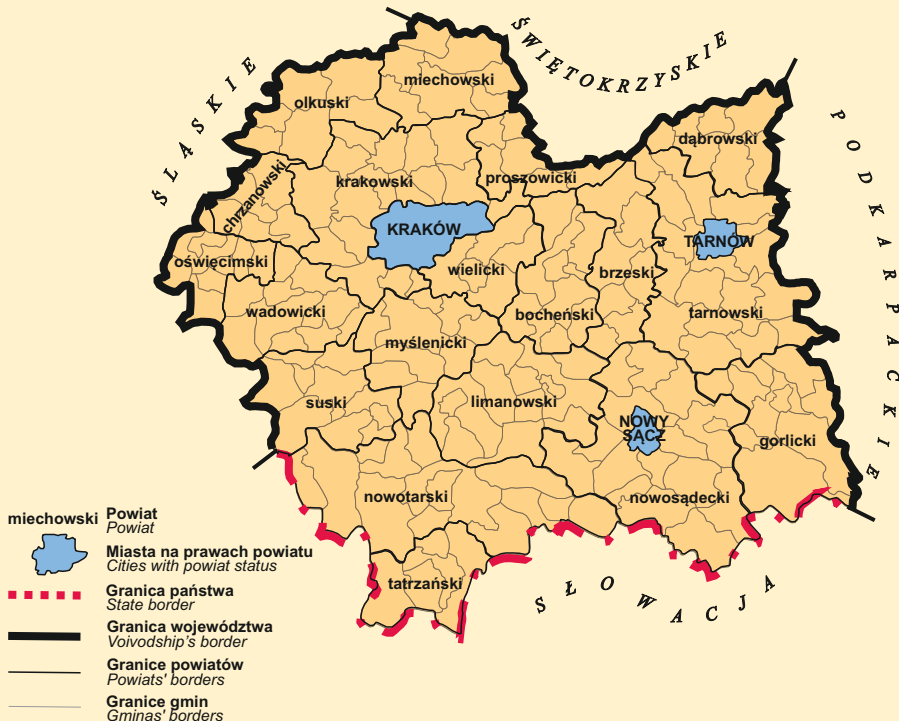 ŚLĄSKIE
ŚWIĘTOKRZYSKIE
PODKARPACKIE
miechowski
olkuski
dąbrowski
proszowicki
krakowski
chrzanowski
KRAKÓW
TARNÓW
oświęcimski
wielicki
brzeski
wadowicki
bocheński
tarnowski
myślenicki
suski
limanowski
NOWY
SĄCZ
gorlicki
nowotarski
nowosądecki
tatrzański
SŁOWACJA
miechowski
Powiat
Powiat
Miasta na prawach powiatu
Cities with powiat status
Granica państwa
State border
Granica województwa
Voivodship's border
Granice powiatów
Powiats' borders
Granice gmin
Gminas' borders